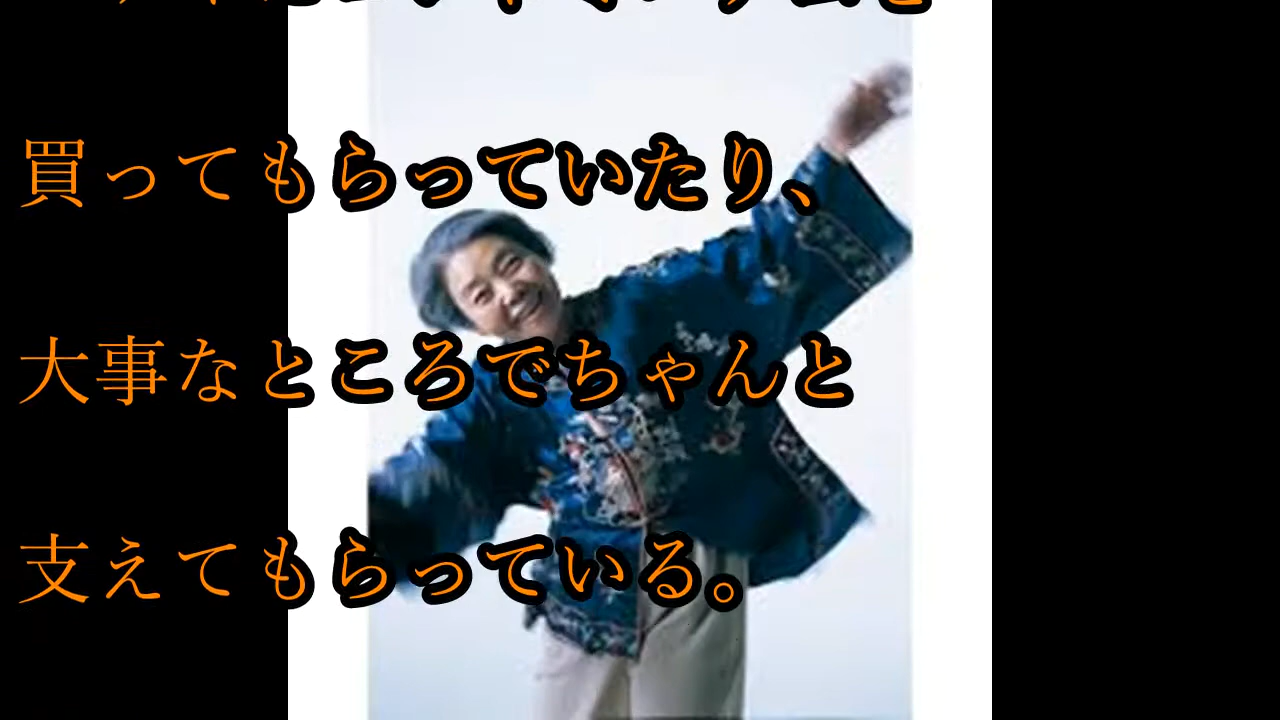 買ってもらっていたり、
大事なところでちゃんと
支えてもらっている。